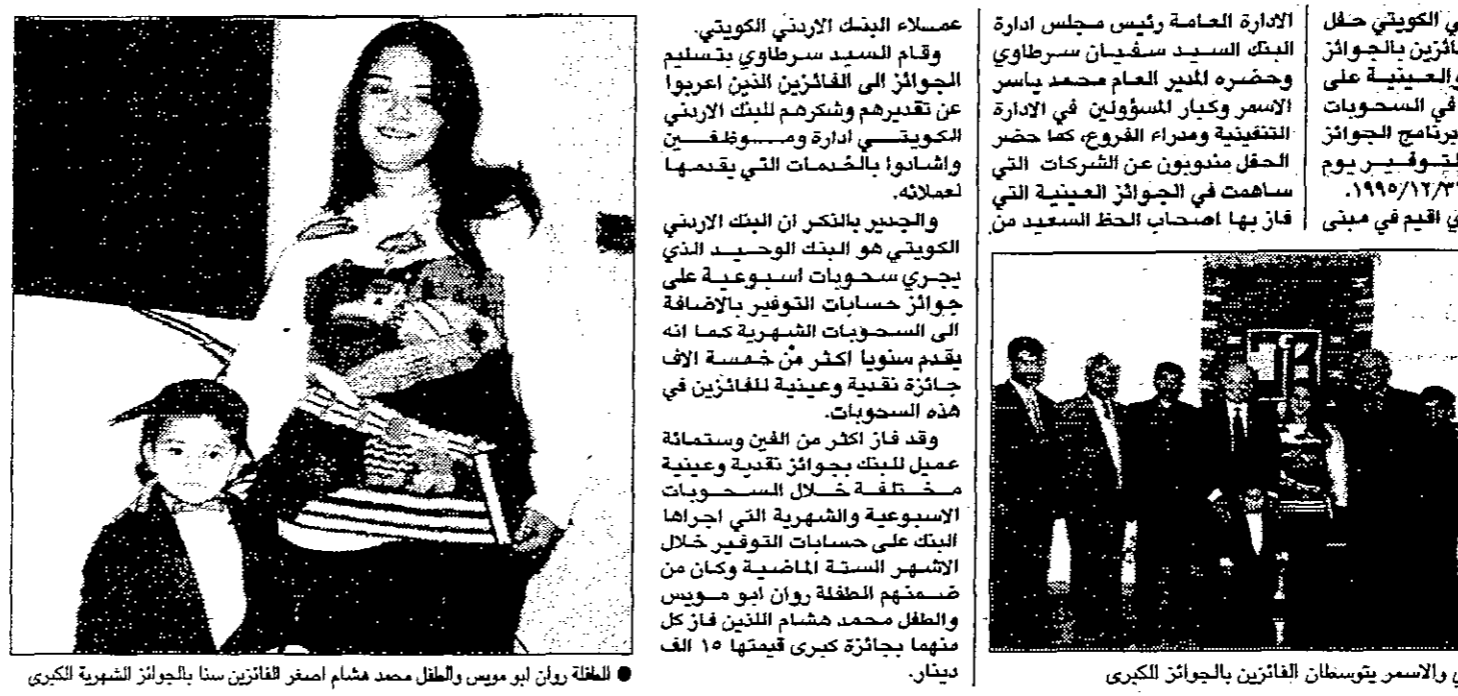 ي الكويتي حفل
ائزين بالجوائز
والعينية على
في السحوبات
برنامج الجوائز
لتوفير يوم
١٩٩٥/١٢/٣.
ي اقيم في مبنى
الادارة العامة رئيس مجلس ادارة
البنك السيد سفيان سرطاوي
وحضره المدير العام محمد ياسر
الاسمر وكبار المسؤولين في الادارة
التنفيذية ومدراء الفروع، كما حضر
الحفل مندوبون عن الشركات التي
ساهمت في الجوائز العينية التي
فاز بها اصحاب الحظ السعيد من
عملاء البنك الاردني الكويتي.
وقام السيد سرطاوي بتسليم
الجوائز الى الفائزين الذين اعربوا
عن تقديرهم وشكرهم للبنك الاردني
الكويتي ادارة وموظفين
واشادوا بالخدمات التي يقدمها
لعملائه.
والجدير بالذكر ان البنك الاردني
الكويتي هو البنك الوحيد الذي
يجري سحوبات اسبوعية على
جوائز حسابات التوفير بالاضافة
الى السحوبات الشهرية كما انه
يقدم سنويا اكثر من خمسة الاف
جائزة نقدية وعينية للفائزين في
هذه السحوبات.
وقد فاز اكثر من الفين وستمائة
عميل للبنك بجوائز نقدية وعينية
مختلفة خلال السحوبات
الاسبوعية والشهرية التي اجراها
البنك على حسابات التوفير خلال
الاشهر الستة الماضية وكان من
ضمنهم الطفلة روان ابو مويس
والطفل محمد هشام اللذين فاز كل
منهما بجائزة كبرى قيمتها ١٥ الف
دينار.
ي والاسمر يتوسطان الفائزين بالجوائز الكبرى
● الطفلة روان ابو مويس والطفل محمد هشام اصغر الفائزين سنا بالجوائز الشهرية الكبرى